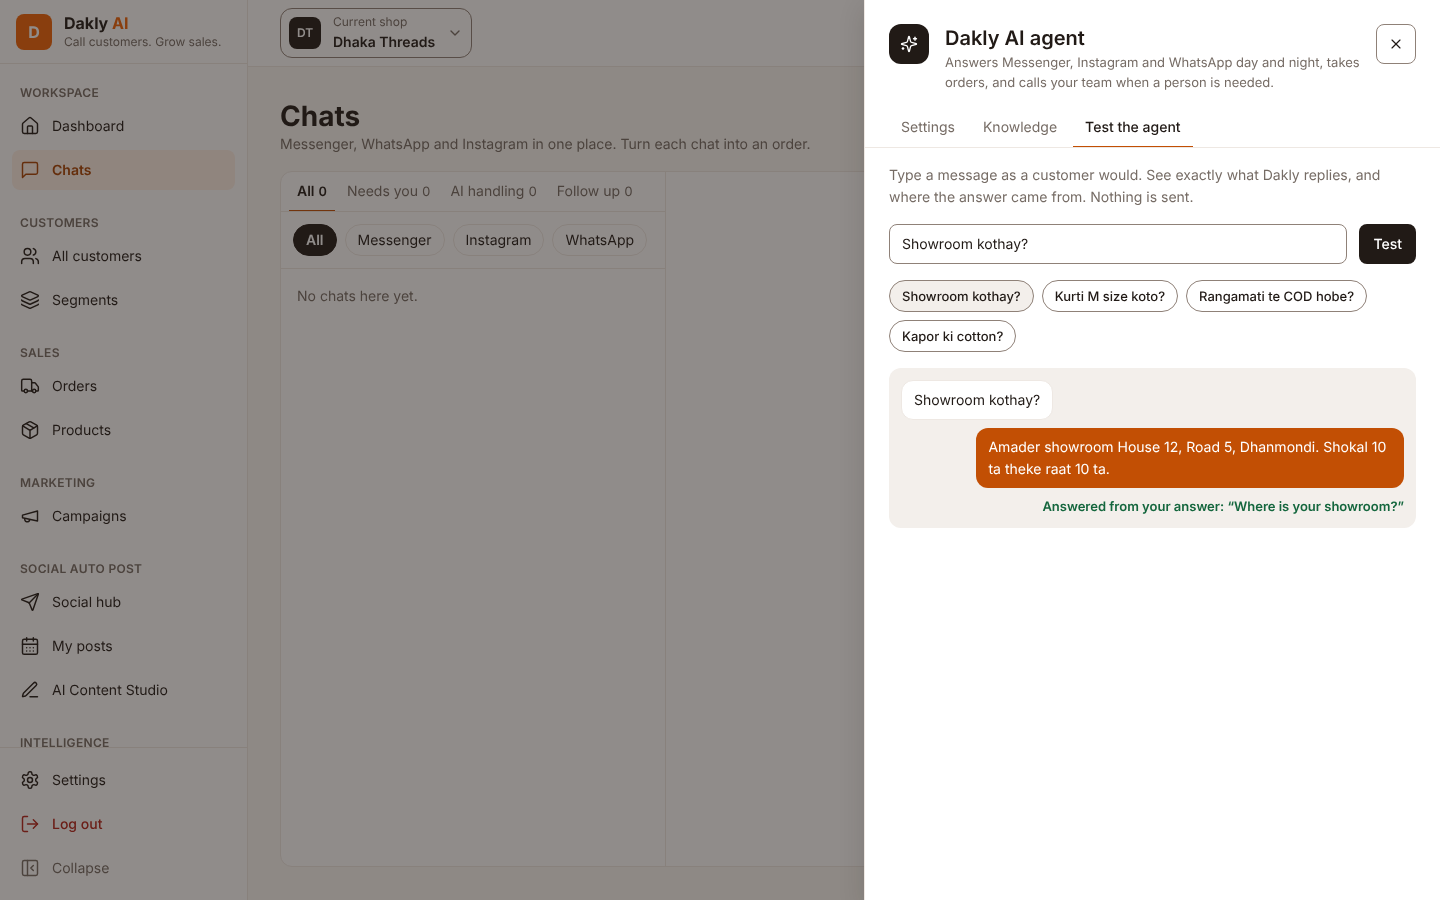 D
Dakly AI
Call customers. Grow sales.
WORKSPACE
Dashboard
Chats
CUSTOMERS
All customers
Segments
SALES
Orders
Products
MARKETING
Campaigns
SOCIAL AUTO POST
Social hub
My posts
AI Content Studio
INTELLIGENCE
Settings
Log out
Collapse
DT
Current shop
Dhaka Threads
Chats
Messenger, WhatsApp and Instagram in one place. Turn each chat into an order.
All 0 Needs you 0 AI handling 0 Follow up 0
All Messenger Instagram WhatsApp
No chats here yet.
Dakly AI agent
Answers Messenger, Instagram and WhatsApp day and night, takes
orders, and calls your team when a person is needed.
Settings Knowledge Test the agent
Type a message as a customer would. See exactly what Dakly replies, and
where the answer came from. Nothing is sent.
Showroom kothay? Test
Showroom kothay? Kurti M size koto? Rangamati te COD hobe?
Kapor ki cotton?
Showroom kothay?
Amader showroom House 12, Road 5, Dhanmondi. Shokal 10
ta theke raat 10 ta.
Answered from your answer: “Where is your showroom?”